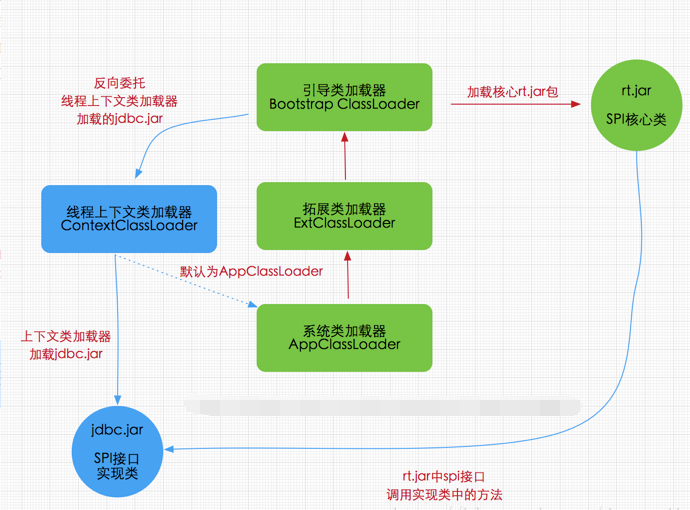 反向委托
线程上下文类加载器
加载的jdbc.jar
引导类加载器
Bootstrap ClassLoader
加载核心rt.jar包
rt.jar
SPI核心类
线程上下文类加载器
ContextClassLoader
拓展类加载器
ExtClassLoader
默认为AppClassLoader
系统类加载器
AppClassLoader
上下文类加载器
加载jdbc.jar
jdbc.jar
SPI接口
实现类
rt.jar中spi接口
调用实现类中的方法